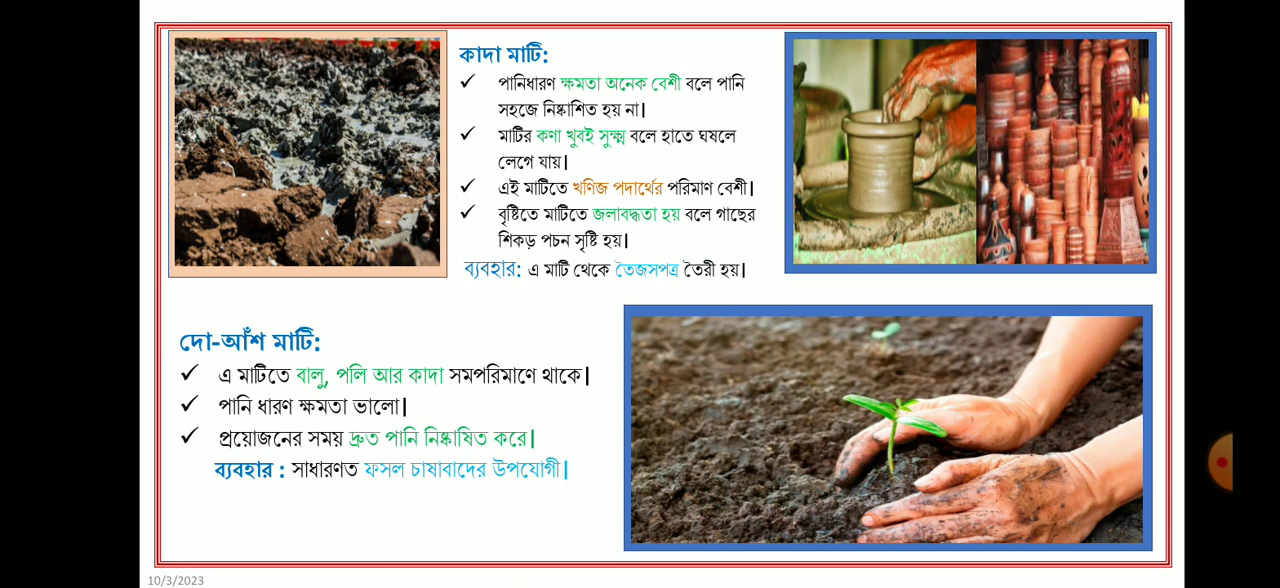 কাদা মাটি:
✓ পানিধারণ ক্ষমতা অনেক বেশী বলে পানি
সহজে নিষ্কাশিত হয় না।
✓ মাটির কণা খুবই সুক্ষ্ম বলে হাতে ঘষলে
লেগে যায়।
✓ এই মাটিতে খণিজ পদার্থের পরিমাণ বেশী।
✓ বৃষ্টিতে মাটিতে জলাবদ্ধতা হয় বলে গাছের
শিকড় পচন সৃষ্টি হয়।
ব্যবহার: এ মাটি থেকে তৈজসপত্র তৈরী হয়।
দো-আঁশ মাটি:
✓ এ মাটিতে বালু, পলি আর কাদা সমপরিমাণে থাকে।
✓ পানি ধারণ ক্ষমতা ভালো।
✓ প্রয়োজনের সময় দ্রুত পানি নিষ্কাষিত করে।
ব্যবহার : সাধারণত ফসল চাষাবাদের উপযোগী।
10/3/2023